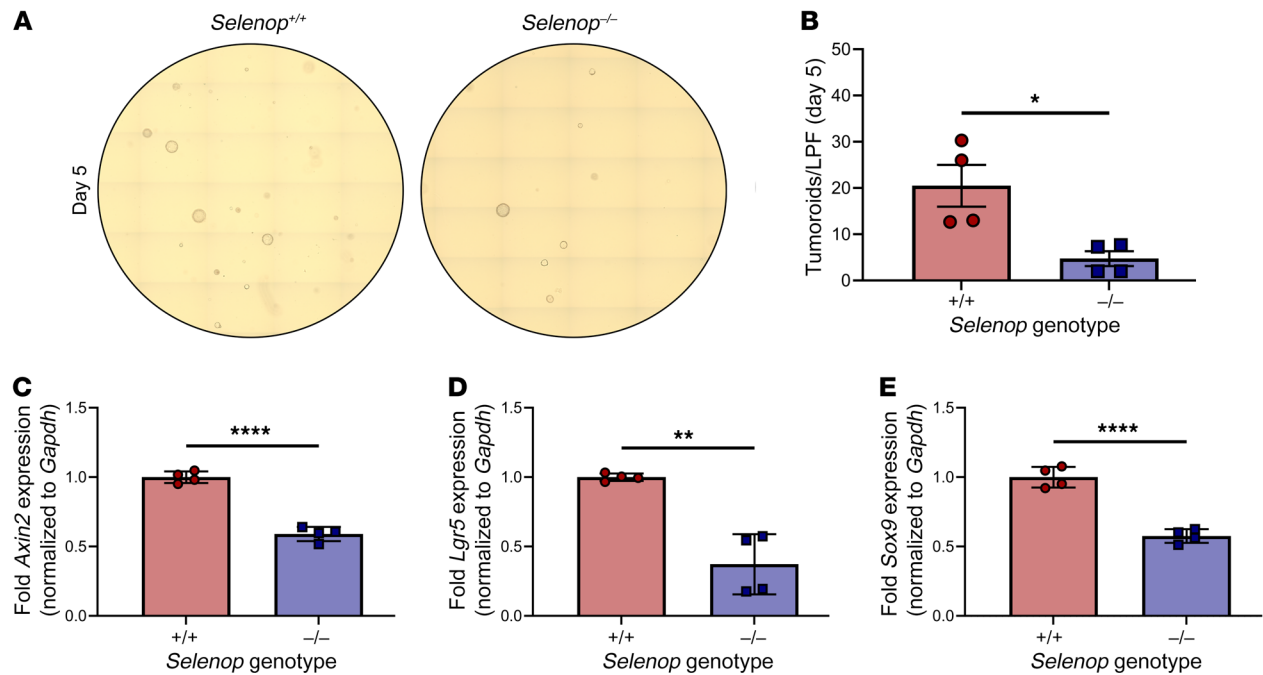 A
Selenop+/+
Selenop–/–
Day 5
B
Tumoroids/LPF (day 5)
50
40
30
20
10
0
*
+/+
–/–
Selenop genotype
C
Fold Axin2 expression
(normalized to Gapdh)
1.5
1.0
0.5
0.0
****
+/+
–/–
Selenop genotype
D
Fold Lgr5 expression
(normalized to Gapdh)
1.5
1.0
0.5
0.0
**
+/+
–/–
Selenop genotype
E
Fold Sox9 expression
(normalized to Gapdh)
1.5
1.0
0.5
0.0
****
+/+
–/–
Selenop genotype